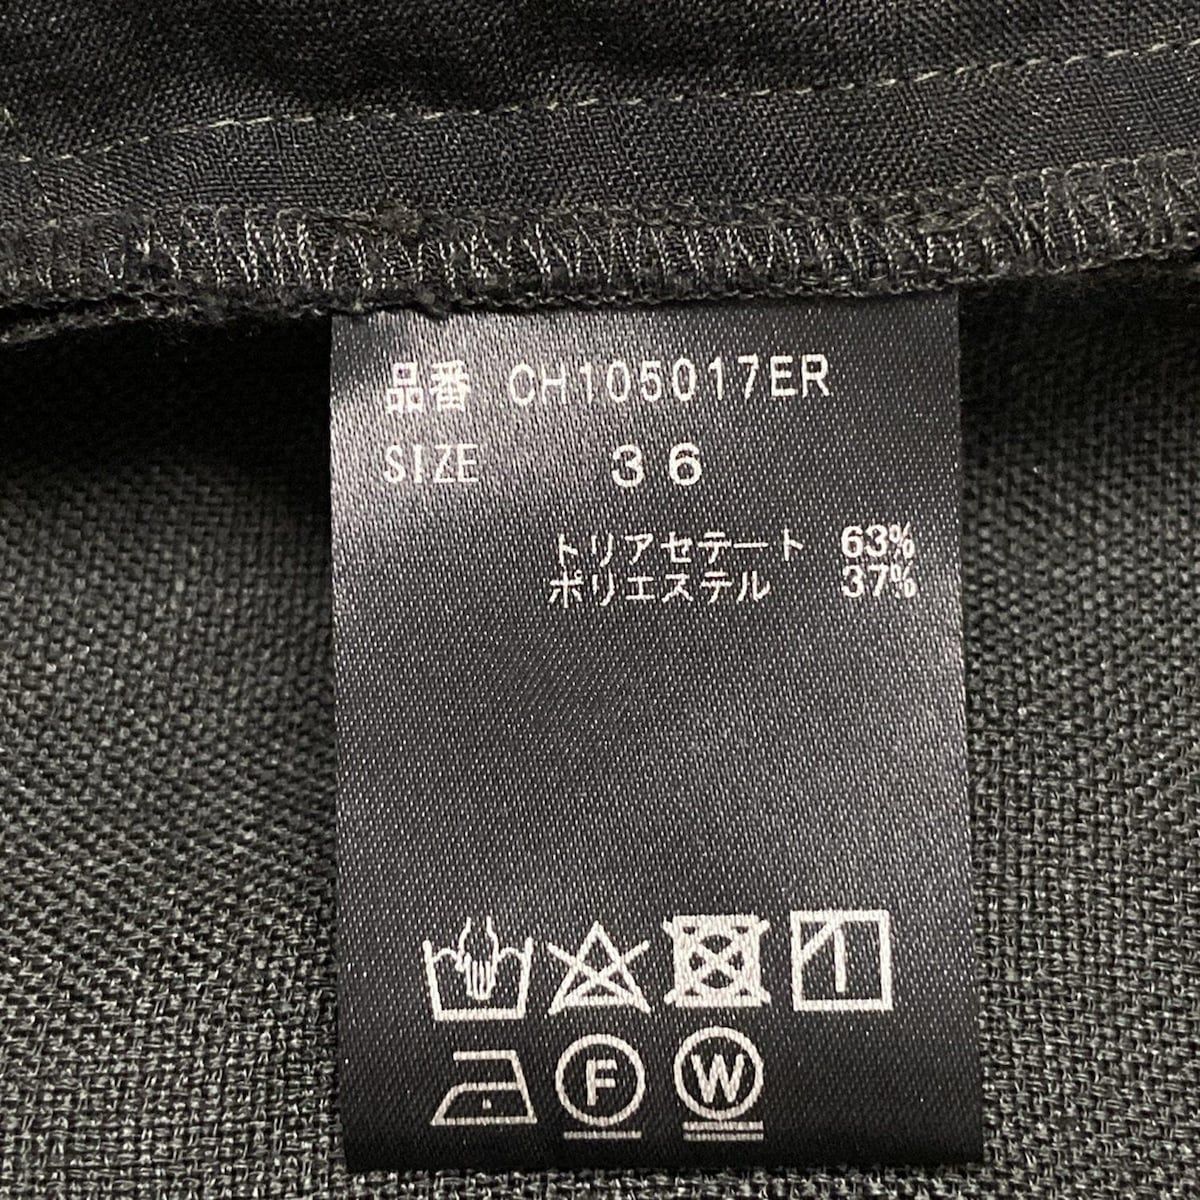 品番 CH105017ER
SIZE 36
トリアセテート 63%
ポリエステル 37%
F W